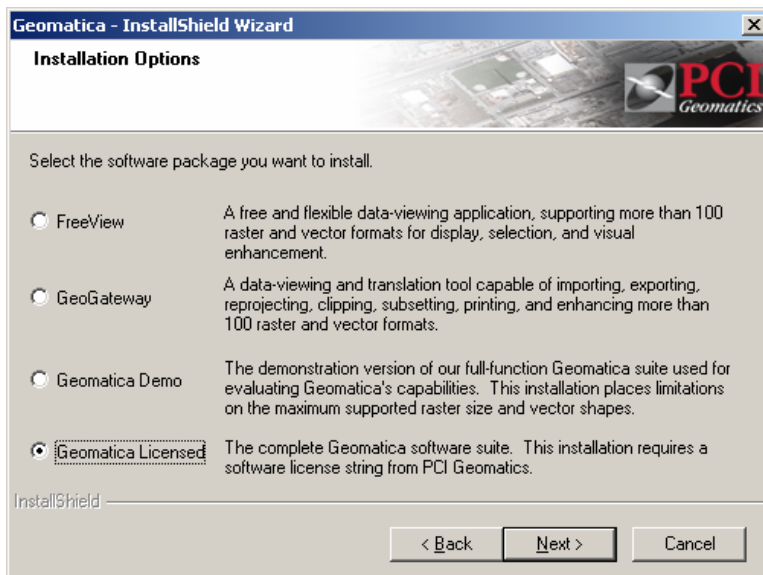 Geomatica - InstallShield Wizard
Installation Options
PCI
Geomatics
Select the software package you want to install.
FreeView
A free and flexible data-viewing application, supporting more than 100
raster and vector formats for display, selection, and visual
enhancement.
GeoGateway
A data-viewing and translation tool capable of importing, exporting,
reprojecting, clipping, subsetting, printing, and enhancing more than
100 raster and vector formats.
Geomatica Demo
The demonstration version of our full-function Geomatica suite used for
evaluating Geomatica's capabilities.  This installation places limitations
on the maximum supported raster size and vector shapes.
Geomatica Licensed
The complete Geomatica software suite.  This installation requires a
software license string from PCI Geomatics.
InstallShield
< Back
Next >
Cancel